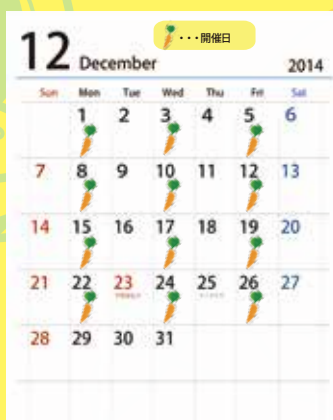 ・・・開催日
12 December 2014
Sun Mon Tue Wed Thu Fri Sat
1 2 3 4 5 6
7 8 9 10 11 12 13
14 15 16 17 18 19 20
21 22 23 24 25 26 27
28 29 30 31